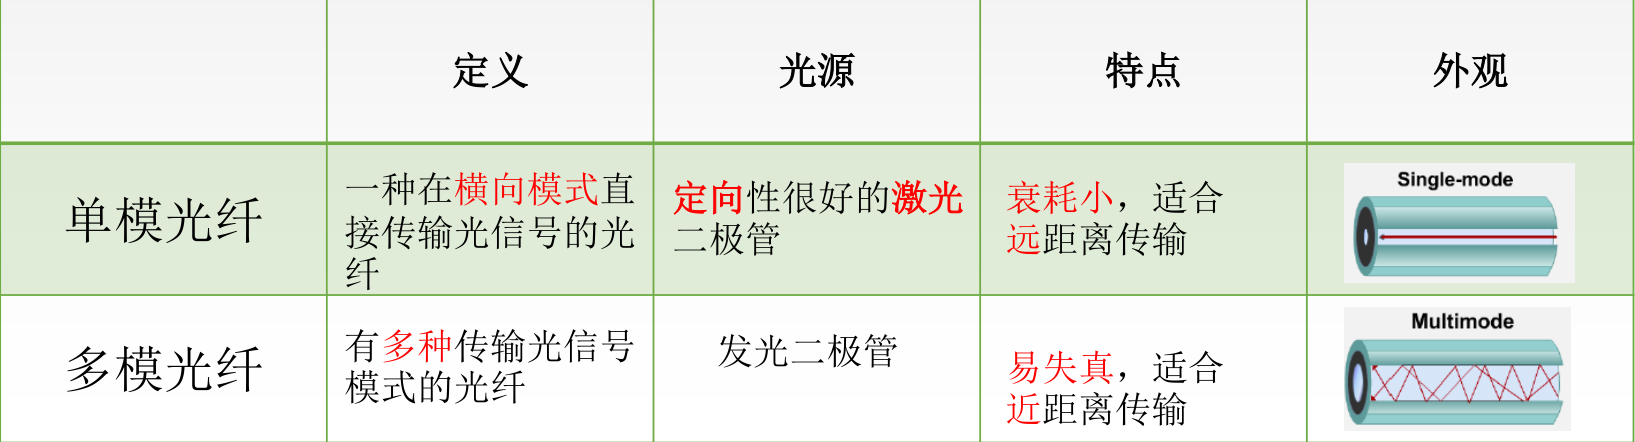 定义 光源 特点 外观
单模光纤
一种在横向模式直
接传输光信号的光
纤
定向性很好的激光
二极管
衰耗小，适合
远距离传输
Single-mode
多模光纤
有多种传输光信号
模式的光纤
发光二极管
易失真，适合
近距离传输
Multimode